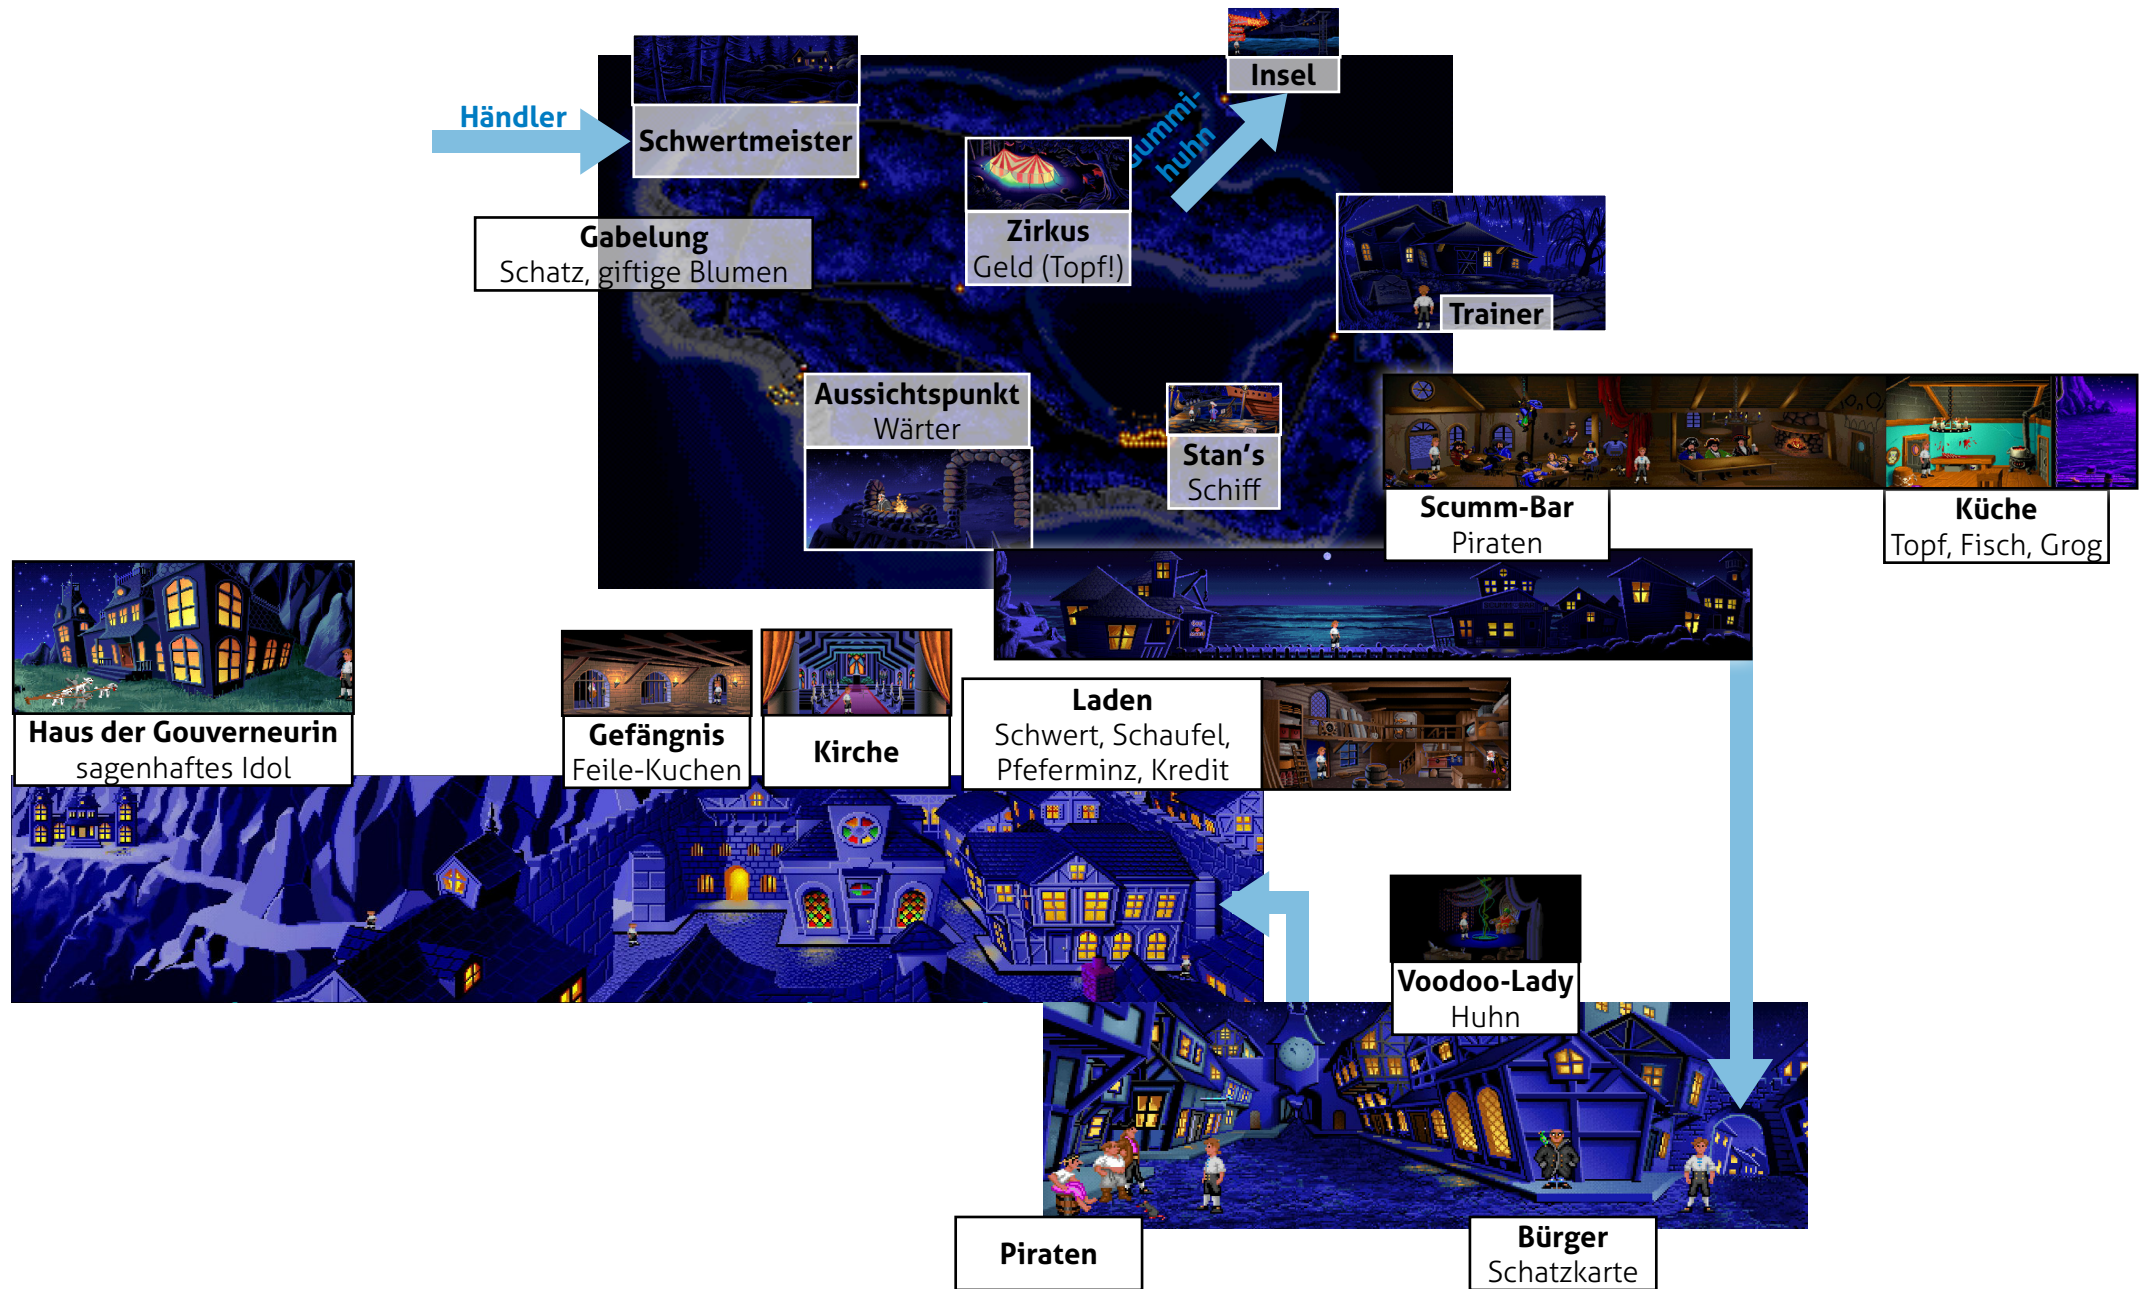 Insel
Händler
Schwertmeister
Gummi-
huhn
Gabelung
Schatz, giftige Blumen
Zirkus
Geld (Topf!)
Trainer
Aussichtspunkt
Wärter
Stan's
Schiff
Scumm-Bar
Piraten
Küche
Topf, Fisch, Grog
Haus der Gouverneurin
sagenhaftes Idol
Gefängnis
Feile-Kuchen
Kirche
Laden
Schwert, Schaufel,
Pfeferminz, Kredit
Voodoo-Lady
Huhn
Piraten
Bürger
Schatzkarte